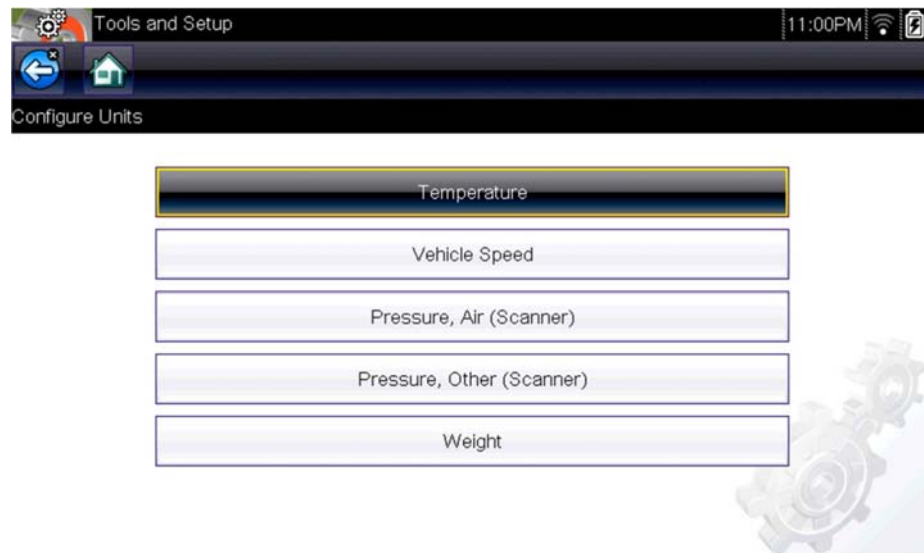 Tools and Setup
11:00PM
Configure Units
Temperature
Vehicle Speed
Pressure, Air (Scanner)
Pressure, Other (Scanner)
Weight